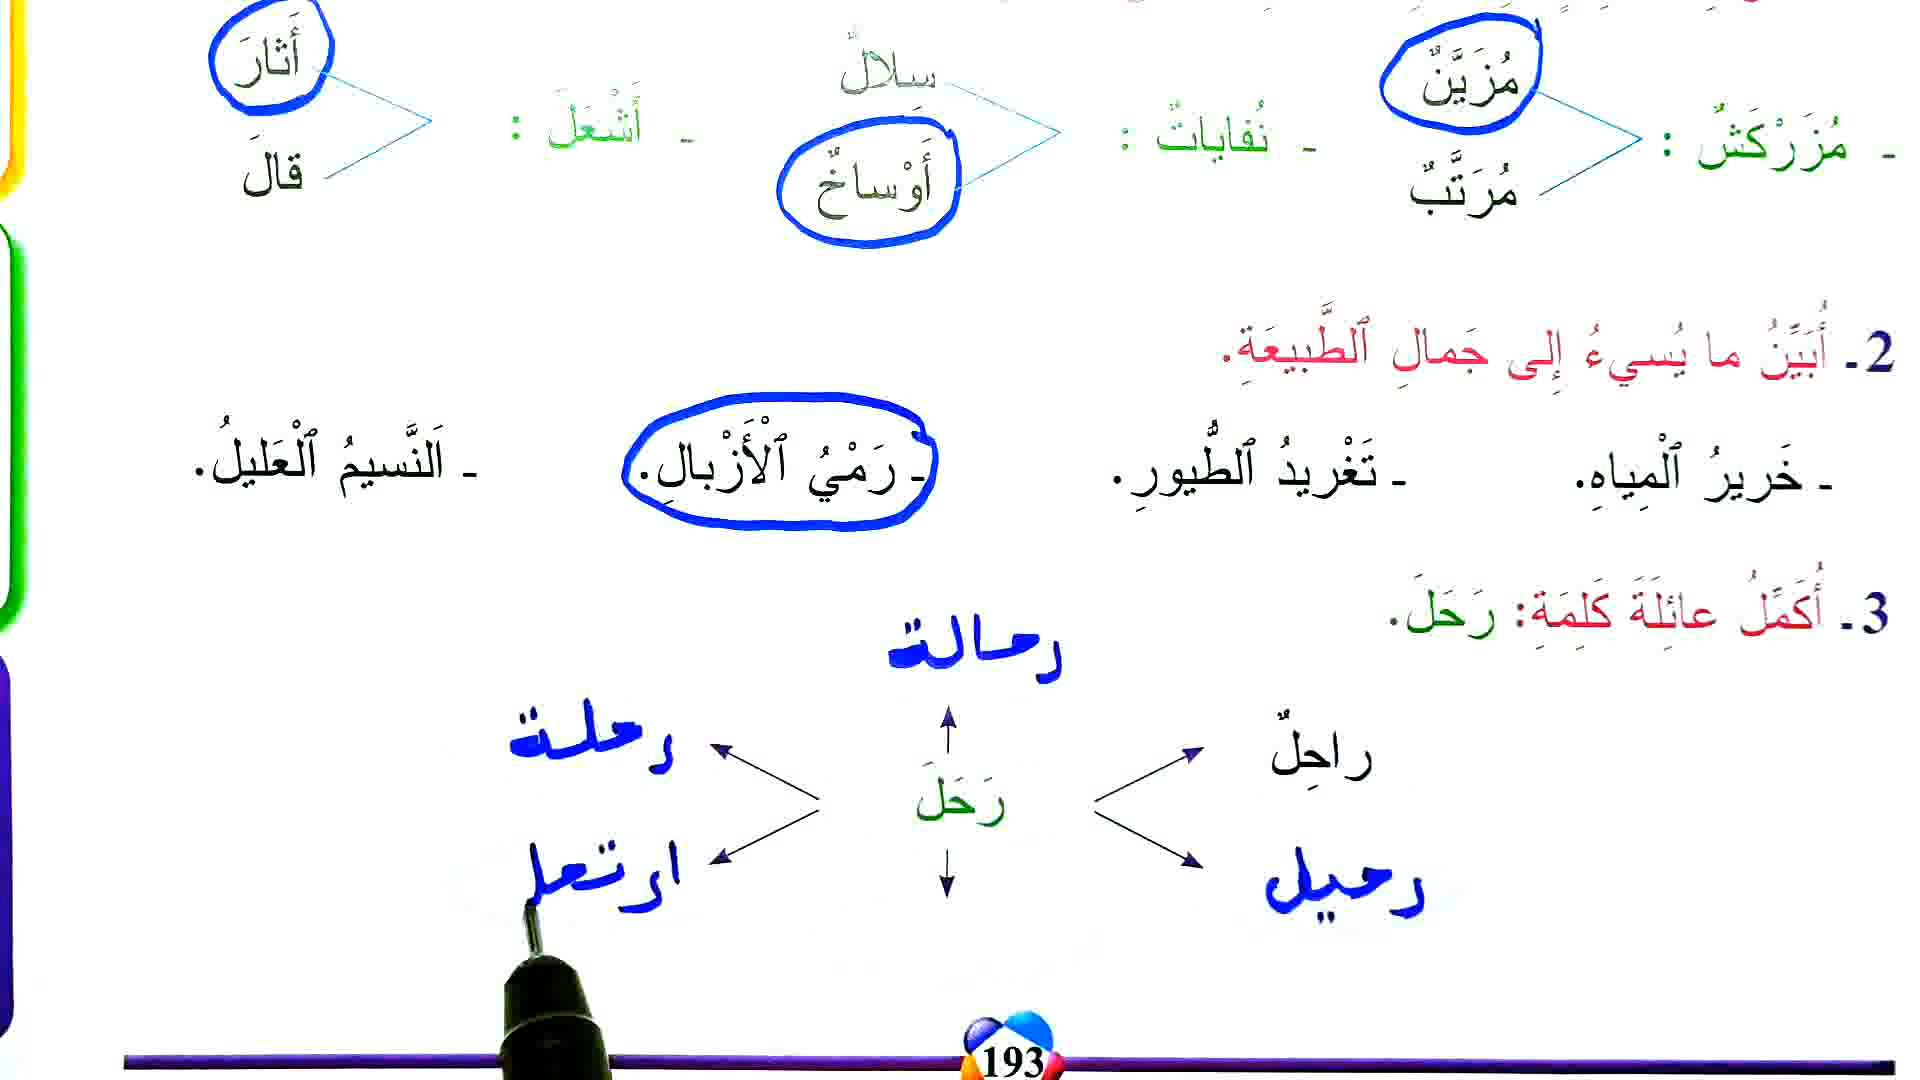 - مُزَرْكَشٌ : مُزَيَّنٌ مُرَتَّبٌ - نُفاياتٌ : سلالٌ أَوْساخٌ - أَشْعَلَ : أَثارَ قالَ
2- أُبَيِّنُ ما يُسيءُ إِلى جَمالِ ٱلطَّبيعَةِ.
- خَريرُ ٱلْمِياهِ. - تَغْريدُ ٱلطُّيورِ. - رَمْيُ ٱلْأَزْبالِ. - اَلنَّسيمُ ٱلْعَليلُ.
3- أُكَمِّلُ عائِلَةَ كَلِمَةِ: رَحَلَ.
رحالة
راحِلٌ رحلة
رَحَلَ
رحيل ارتحل
193